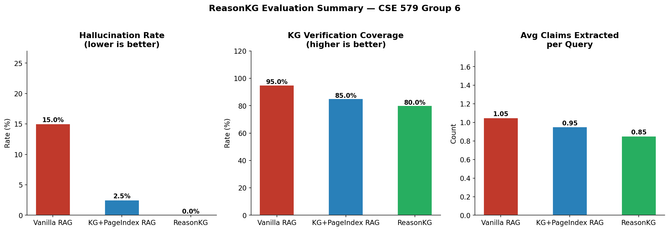 ReasonKG Evaluation Summary — CSE 579 Group 6
Hallucination Rate
(lower is better)
Rate (%)
25
20
15
10
5
0
15.0%
2.5%
0.0%
Vanilla RAG
KG+PageIndex RAG
ReasonKG
KG Verification Coverage
(higher is better)
Rate (%)
120
100
80
60
40
20
0
95.0%
85.0%
80.0%
Vanilla RAG
KG+PageIndex RAG
ReasonKG
Avg Claims Extracted
per Query
Count
1.6
1.4
1.2
1.0
0.8
0.6
0.4
0.2
0.0
1.05
0.95
0.85
Vanilla RAG
KG+PageIndex RAG
ReasonKG